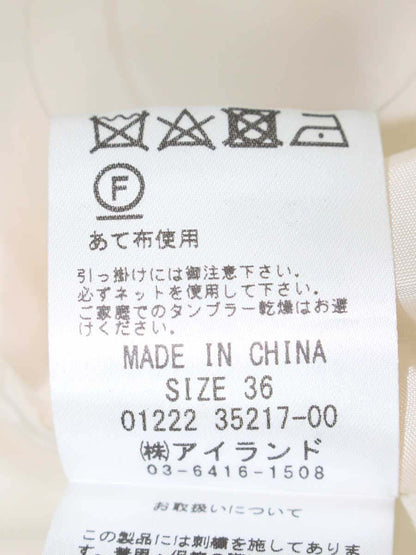 F
あて布使用
引っ掛けには御注意下さい。
必ずネットを使用して下さい。
ご家庭でのタンブラー乾燥はお避
けください。
MADE IN CHINA
SIZE 36
01222 35217-00
㈱アイランド
03-6416-1508
お取扱いについて
この製品には刺繍を施してありま